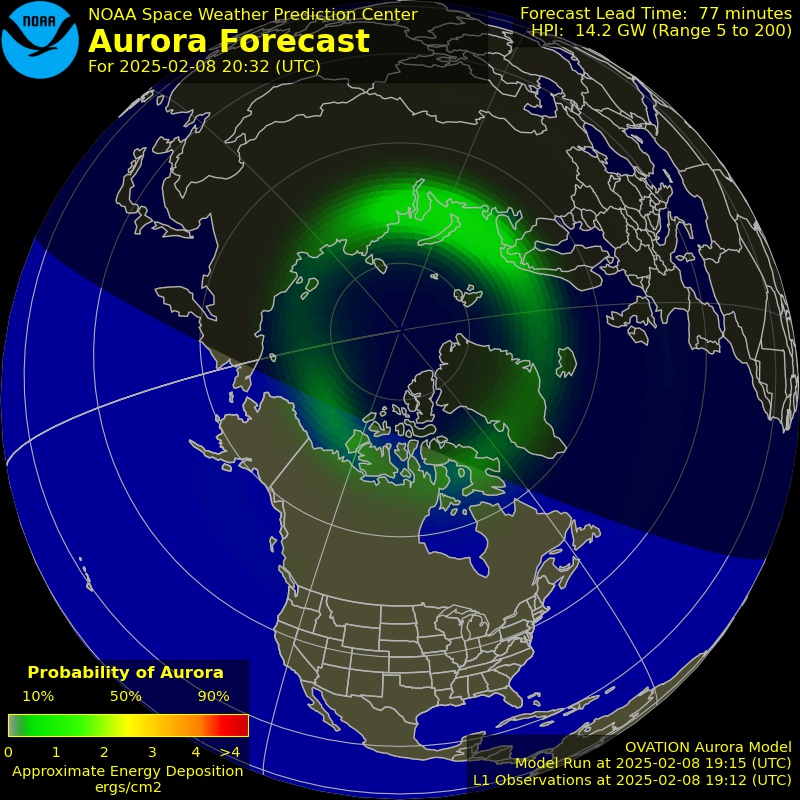 NOAA
NOAA Space Weather Prediction Center
Aurora Forecast
For 2025-02-08 20:32 (UTC)
Forecast Lead Time: 77 minutes
HPI: 14.2 GW (Range 5 to 200)
Probability of Aurora
10% 50% 90%
0 1 2 3 4 >4
Approximate Energy Deposition
ergs/cm2
OVATION Aurora Model
Model Run at 2025-02-08 19:15 (UTC)
L1 Observations at 2025-02-08 19:12 (UTC)